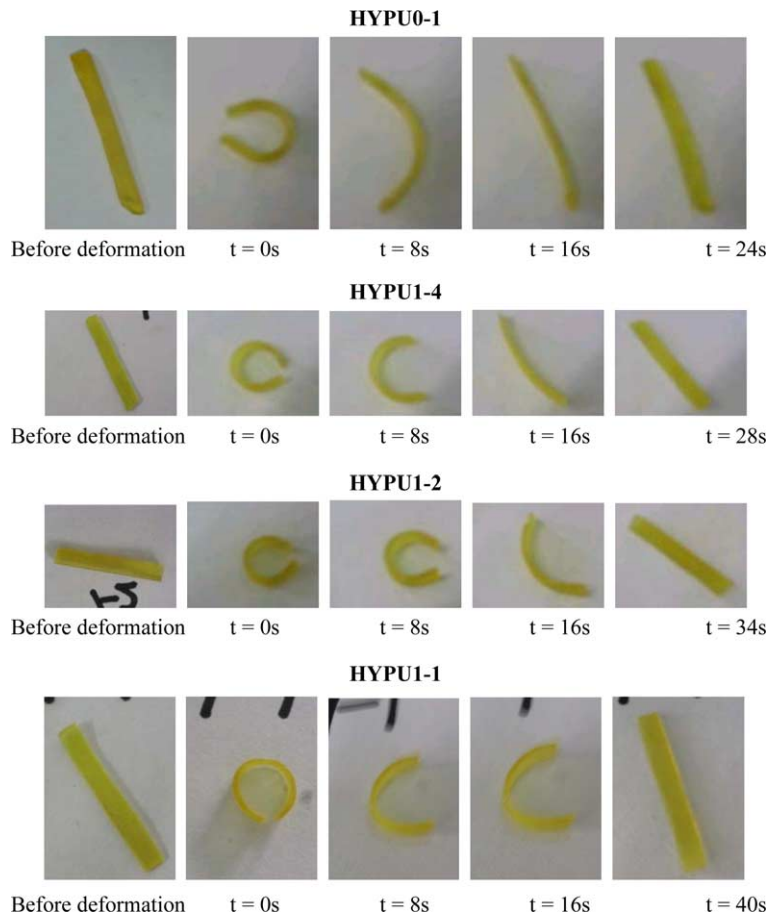 HYPU0-1
Before deformation t = 0s t = 8s t = 16s t = 24s
HYPU1-4
Before deformation t = 0s t = 8s t = 16s t = 28s
HYPU1-2
Before deformation t = 0s t = 8s t = 16s t = 34s
HYPU1-1
Before deformation t = 0s t = 8s t = 16s t = 40s